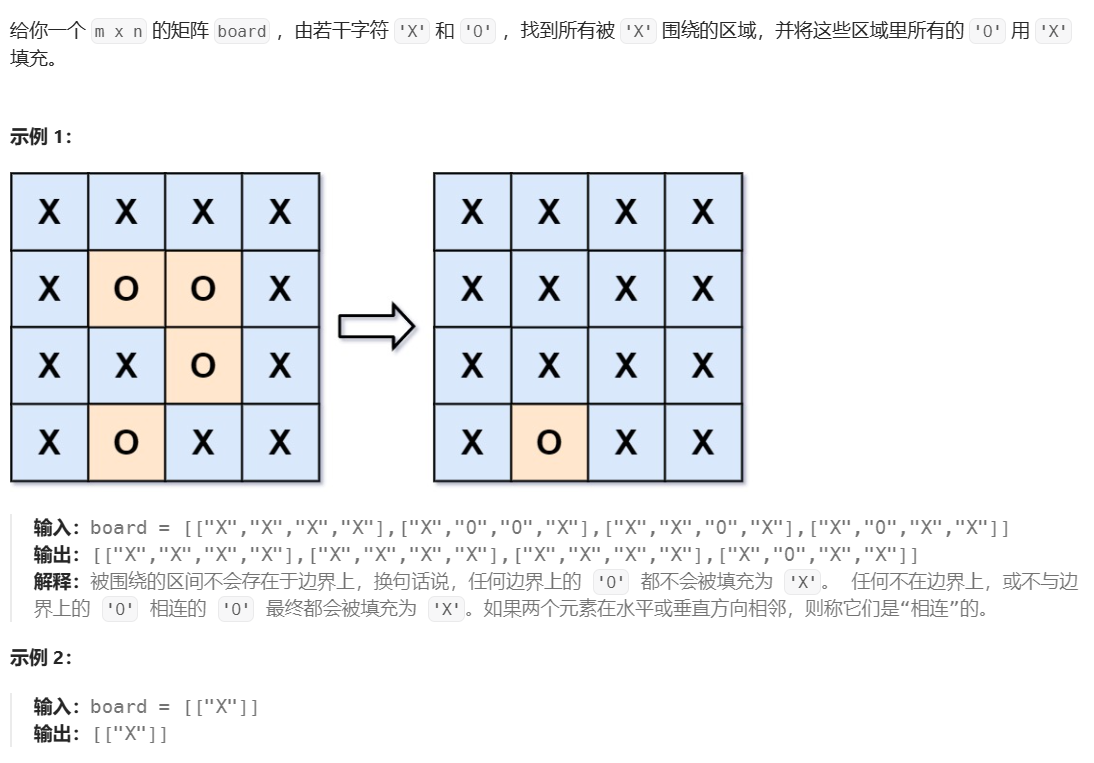 给你一个 m x n 的矩阵 board ，由若干字符 'X' 和 'O' ，找到所有被 'X' 围绕的区域，并将这些区域里所有的 'O' 用 'X'
填充。
示例 1：
X X X X
X O O X
X X O X
X O X X
X X X X
X X X X
X X X X
X O X X
输入：board = [["X","X","X","X"],["X","O","O","X"],["X","X","O","X"],["X","O","X","X"]]
输出：[["X","X","X","X"],["X","X","X","X"],["X","X","X","X"],["X","O","X","X"]]
解释：被围绕的区间不会存在于边界上，换句话说，任何边界上的 'O' 都不会被填充为 'X'。 任何不在边界上，或不与边
界上的 'O' 相连的 'O' 最终都会被填充为 'X'。如果两个元素在水平或垂直方向相邻，则称它们是“相连”的。
示例 2：
输入：board = [["X"]]
输出：[["X"]]